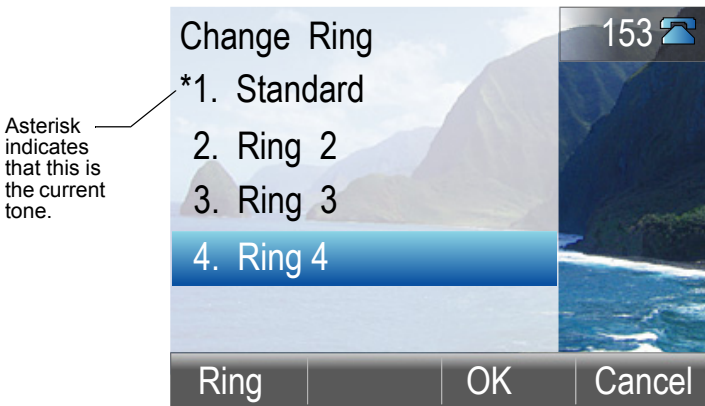 Change Ring
153
*1. Standard
2. Ring 2
3. Ring 3
4. Ring 4
Ring
OK
Cancel
Asterisk
indicates
that this is
the current
tone.